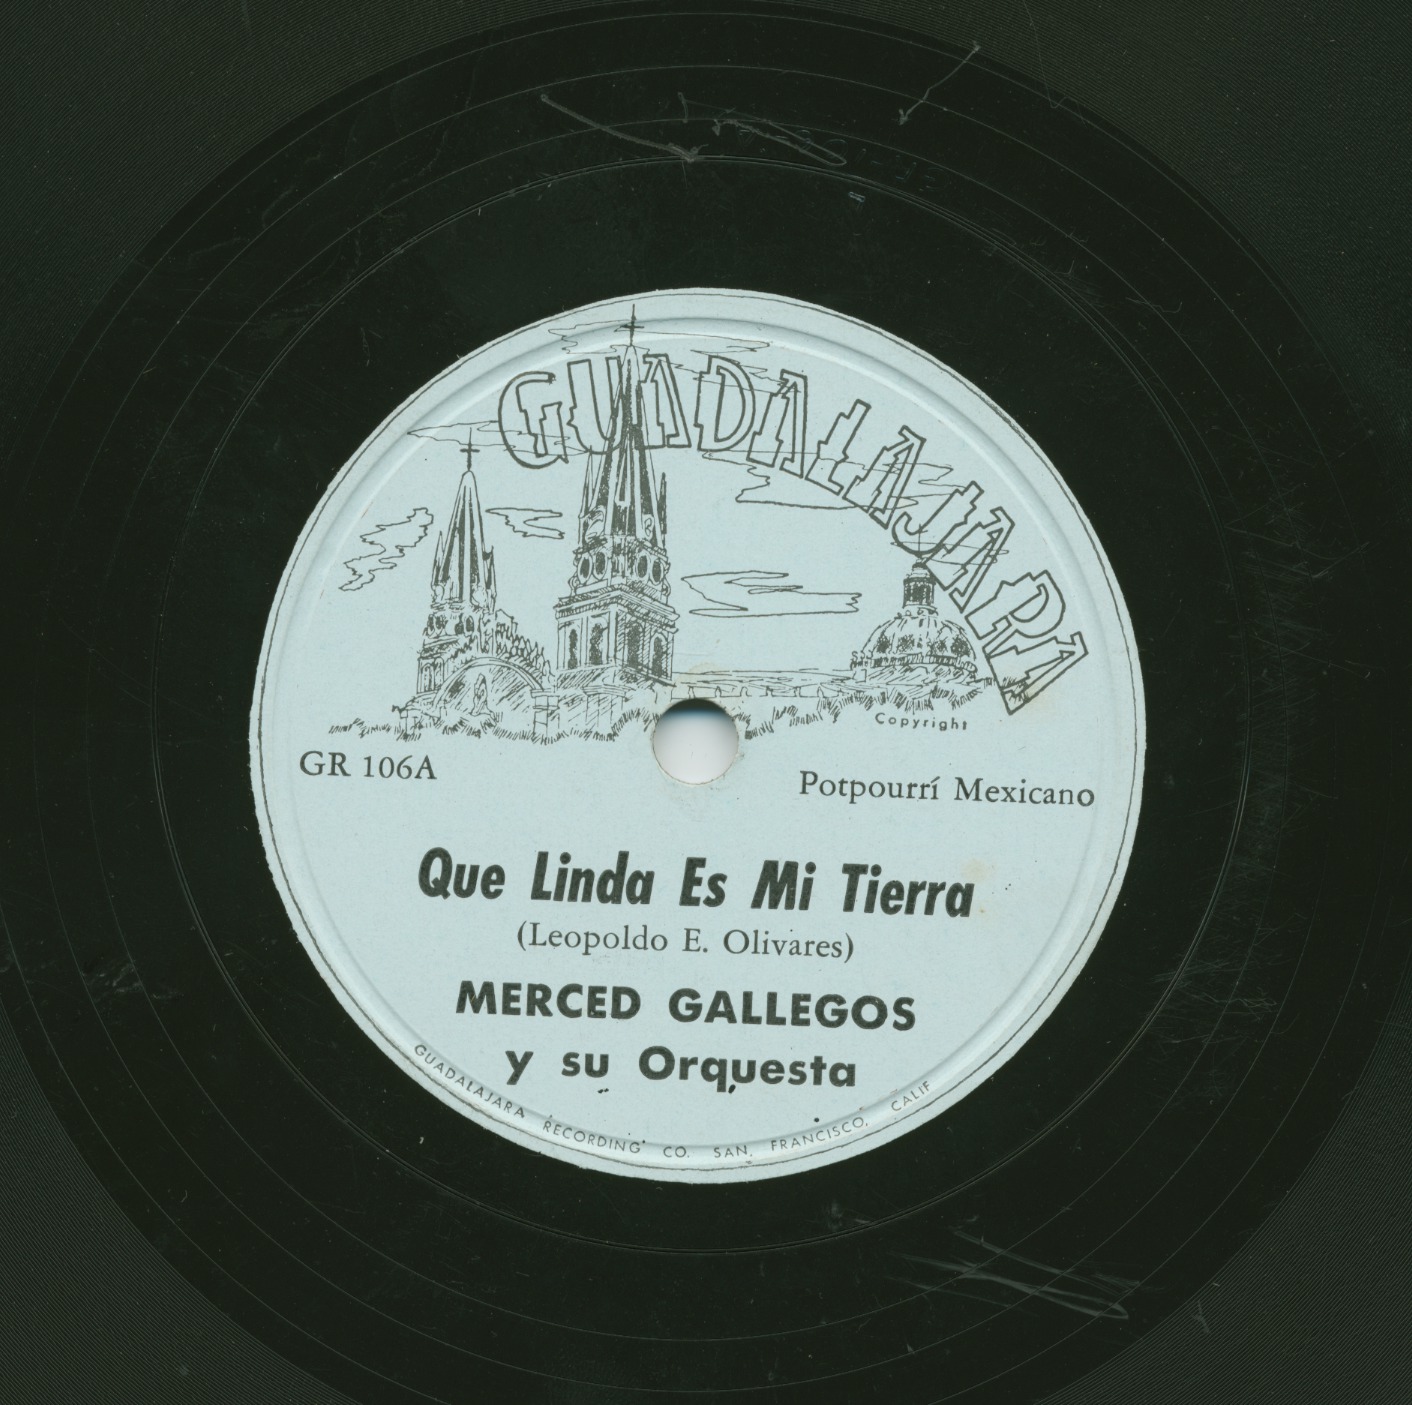 GUADALAJARA
Copyright
GR 106A
Potpourrí Mexicano
Que Linda Es Mi Tierra
(Leopoldo E. Olivares)
MERCED GALLEGOS
y su Orquesta
GUADALAJARA RECORDING CO. SAN. FRANCISCO. CALIF